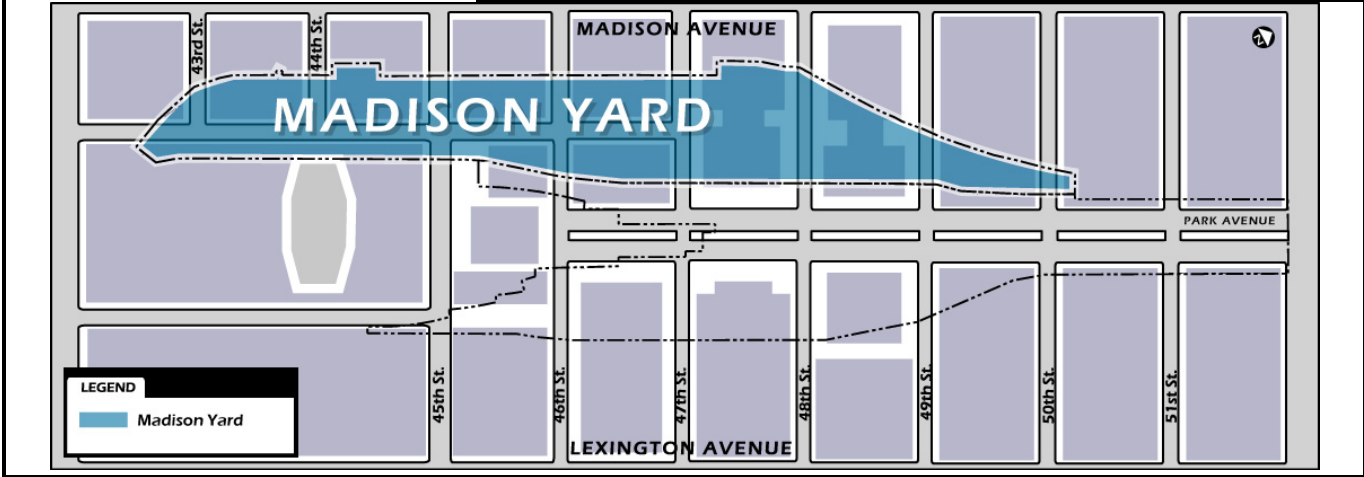 MADISON AVENUE
43rd St.
44th St.
MADISON YARD
PARK AVENUE
45th St.
46th St.
47th St.
48th St.
49th St.
50th St.
51st St.
LEXINGTON AVENUE
LEGEND
Madison Yard